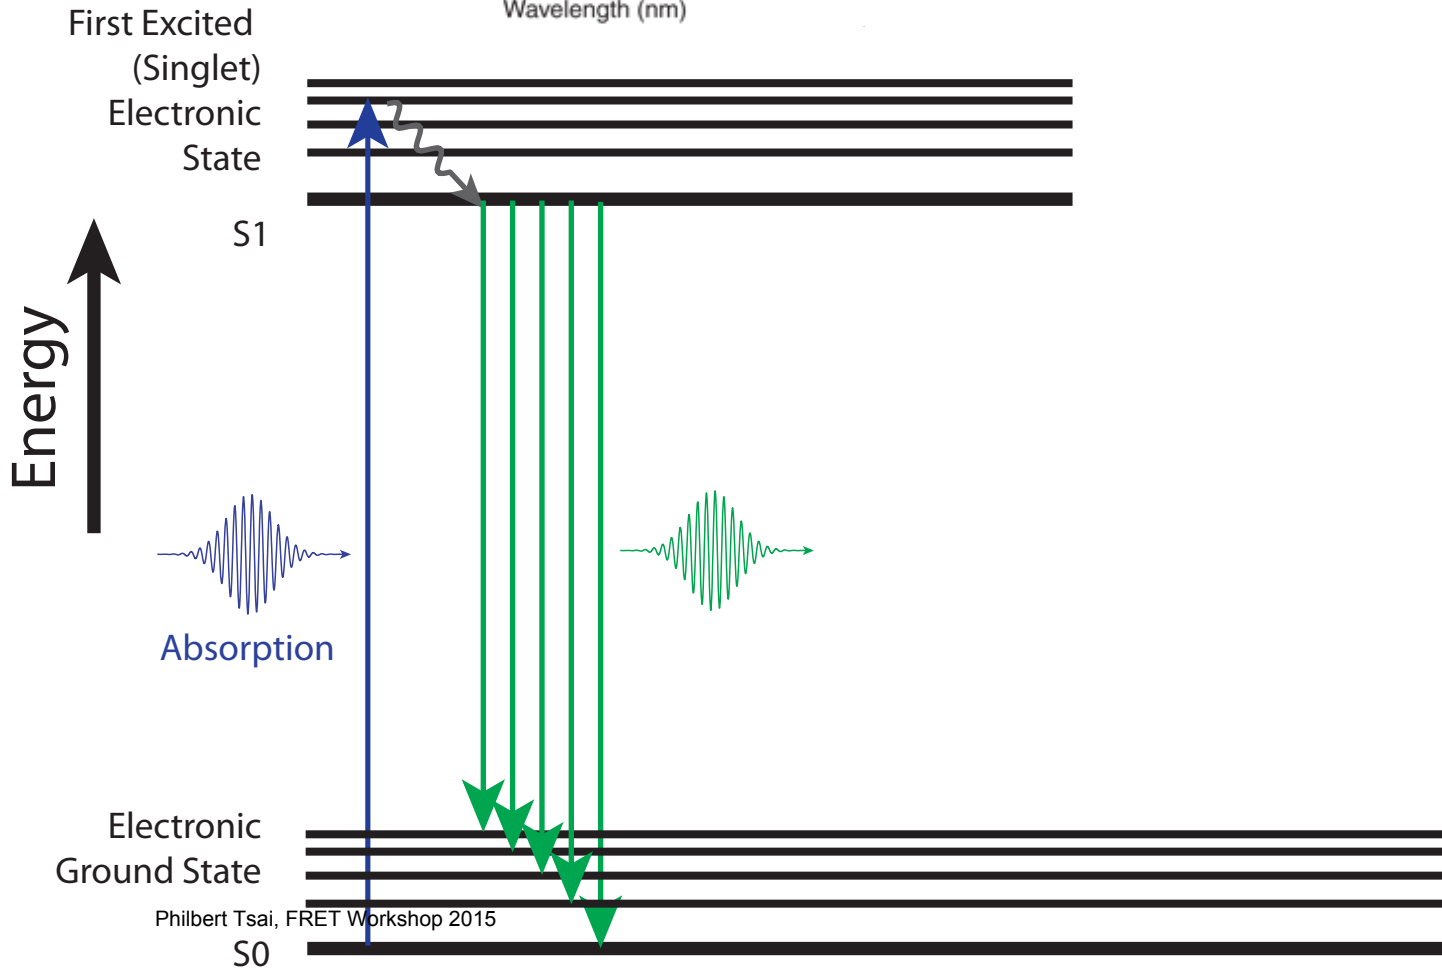 Wavelength (nm)
First Excited
(Singlet)
Electronic
State
S1
Energy
Absorption
Electronic
Ground State
Philbert Tsai, FRET Workshop 2015
S0